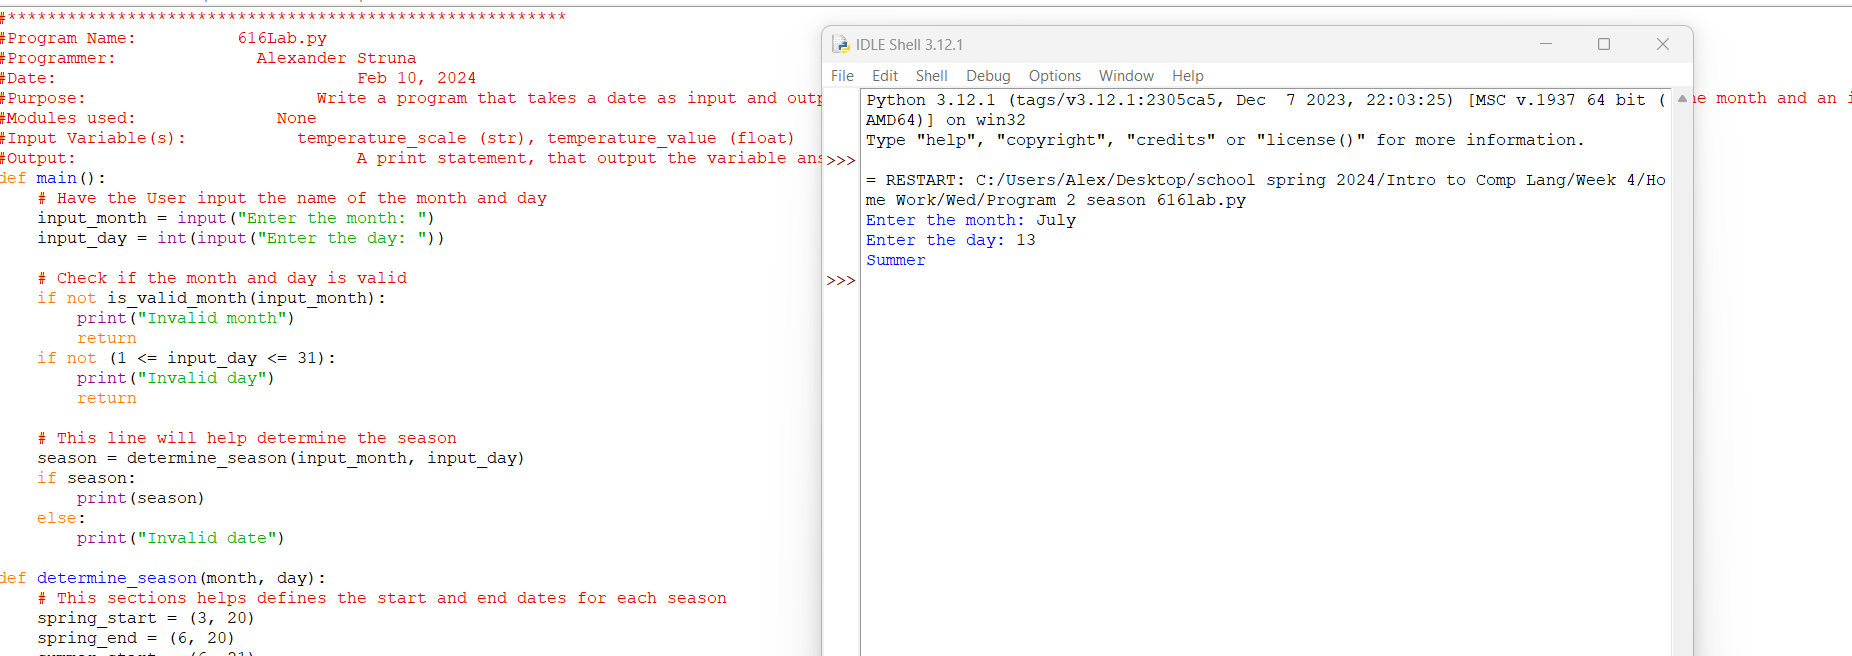 #********************************************************
#Program Name:          616Lab.py
#Programmer:              Alexander Struna
#Date:                              Feb 10, 2024
#Purpose:                       Write a program that takes a date as input and outp
#Modules used:              None
#Input Variable(s):           temperature_scale (str), temperature_value (float)
#Output:                            A print statement, that output the variable ans
def main():
    # Have the User input the name of the month and day
    input_month = input("Enter the month: ")
    input_day = int(input("Enter the day: "))
    # Check if the month and day is valid
    if not is_valid_month(input_month):
        print("Invalid month")
        return
    if not (1 <= input_day <= 31):
        print("Invalid day")
        return
    # This line will help determine the season
    season = determine_season(input_month, input_day)
    if season:
        print(season)
    else:
        print("Invalid date")
def determine_season(month, day):
    # This sections helps defines the start and end dates for each season
    spring_start = (3, 20)
    spring_end = (6, 20)
IDLE Shell 3.12.1
File Edit Shell Debug Options Window Help
Python 3.12.1 (tags/v3.12.1:2305ca5, Dec  7 2023, 22:03:25) [MSC v.1937 64 bit (
AMD64)] on win32
Type "help", "copyright", "credits" or "license()" for more information.
>>>
= RESTART: C:/Users/Alex/Desktop/school spring 2024/Intro to Comp Lang/Week 4/Ho
me Work/Wed/Program 2 season 616lab.py
Enter the month: July
Enter the day: 13
Summer
>>>
month and an